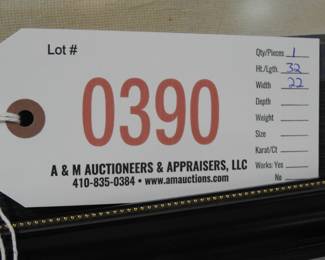 Lot #
0390
A & M AUCTIONEERS & APPRAISERS, LLC
410-835-0384 • www.amauctions.com
Qty/Pieces 1
Ht./Lgth. 32
Width 22
Depth
Weight
Size
Karat/Ct
Works: Yes
No